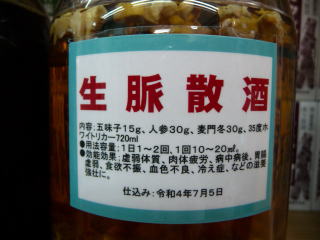 生脈散酒
内容:五味子15g、人参30g、麦門冬30g、35度ホ
ワイトリカー720ml
●用法容量:1日1~2回、1回10~20㎖。
●効能効果:虚弱体質、肉体疲労、病中病後、胃腸
虚弱、食欲不振、血色不良、冷え症、などの滋養
強壮に。
仕込み:令和4年7月5日